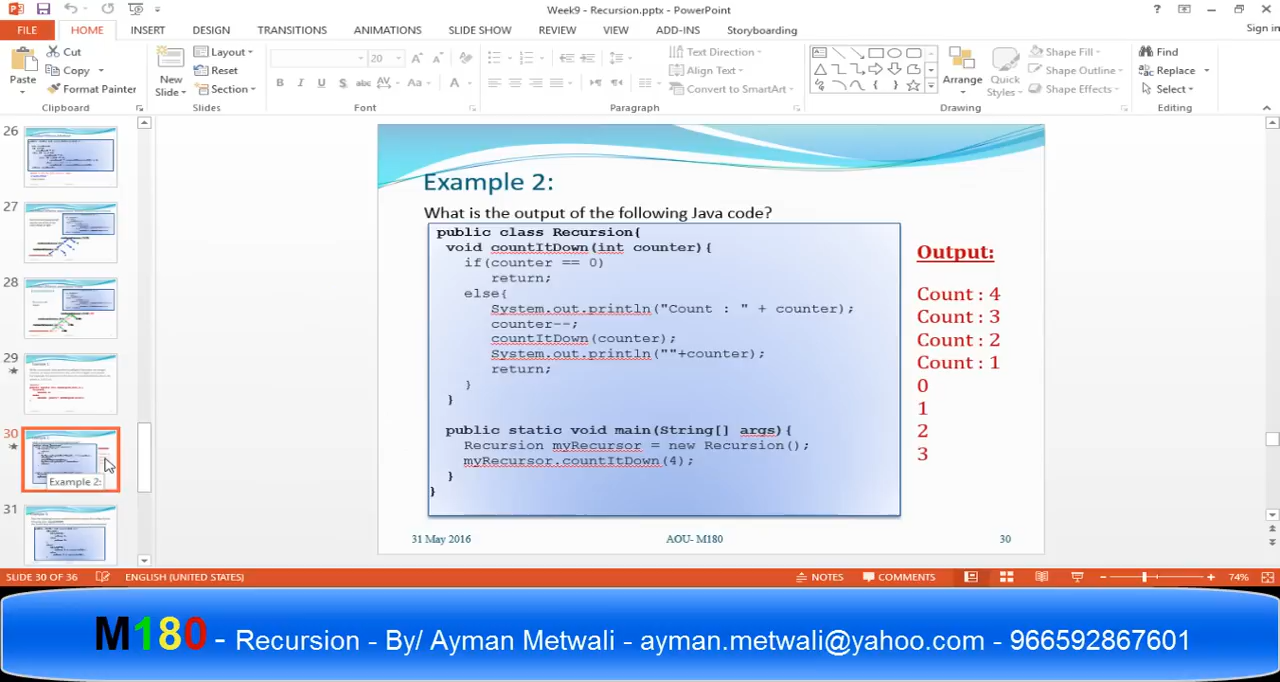 Week9 - Recursion.pptx - PowerPoint
Sign in
FILE HOME INSERT DESIGN TRANSITIONS ANIMATIONS SLIDE SHOW REVIEW VIEW ADD-INS Storyboarding
Paste
Cut
Copy
Format Painter
Clipboard
New
Slide
Layout
Reset
Section
Slides
20
B I U S abc AV Aa A
Font
Text Direction
Align Text
Convert to SmartArt
Paragraph
Arrange
Quick
Styles
Shape Fill
Shape Outline
Shape Effects
Drawing
Find
Replace
Select
Editing
26
27
28
29
30
Example 2:
31
Example 2:
What is the output of the following Java code?
public class Recursion{
void countItDown(int counter){
if(counter == 0)
return;
else{
System.out.println("Count : " + counter);
counter--;
countItDown(counter);
System.out.println(""+counter);
return;
}
}
public static void main(String[] args){
Recursion myRecursor = new Recursion();
myRecursor.countItDown(4);
}
}
Output:
Count : 4
Count : 3
Count : 2
Count : 1
0
1
2
3
31 May 2016
AOU- M180
30
SLIDE 30 OF 36
ENGLISH (UNITED STATES)
NOTES
COMMENTS
74%
M180 - Recursion - By/ Ayman Metwali - ayman.metwali@yahoo.com - 966592867601